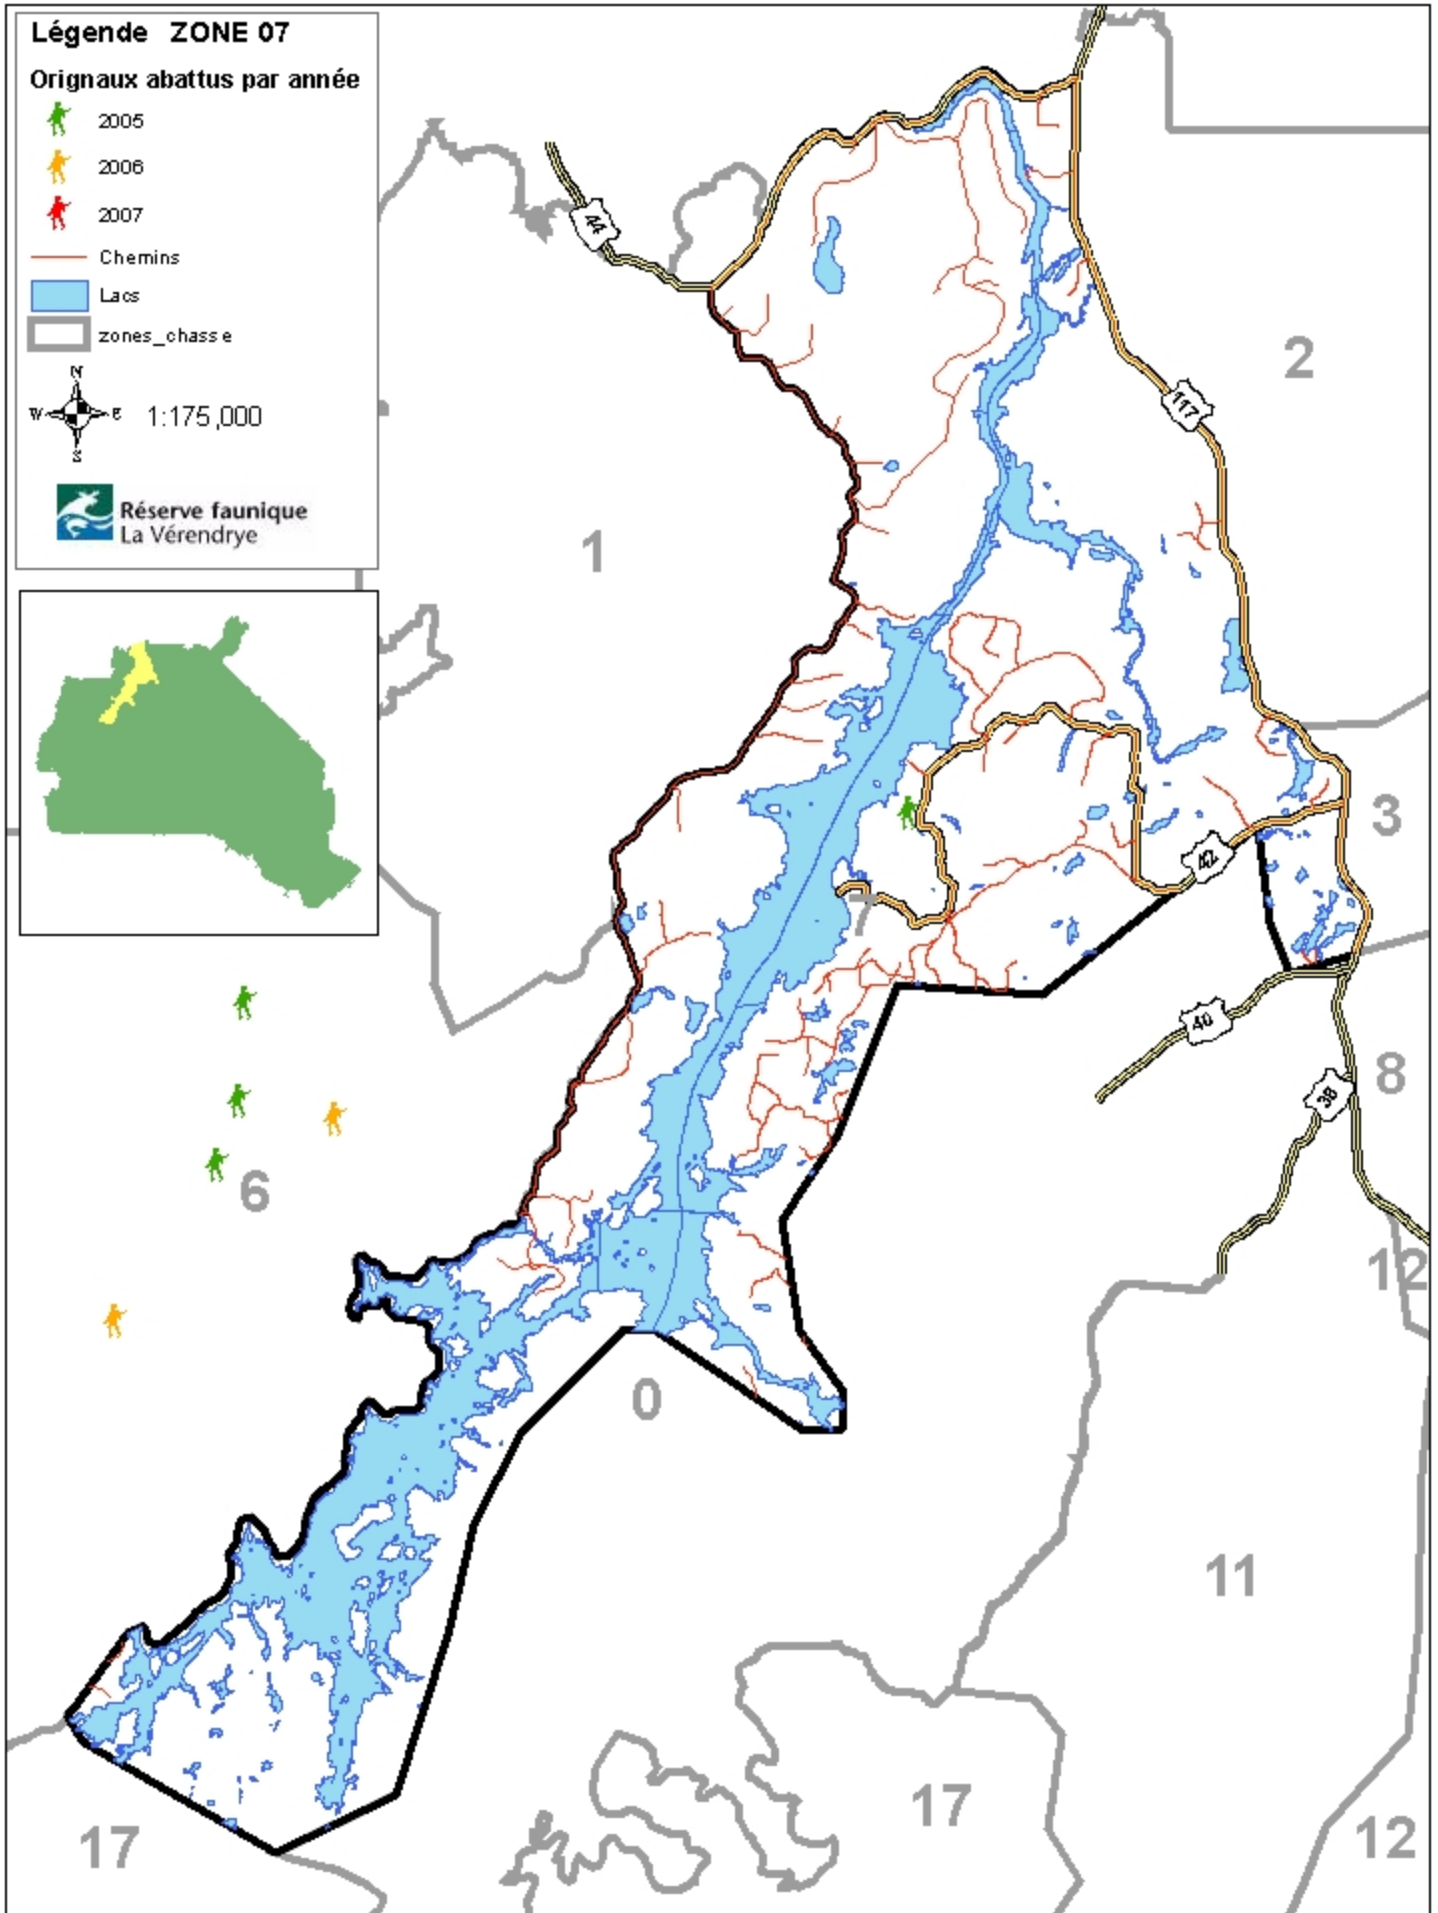 Légende ZONE 07
Orignaux abattus par année
2005
2006
2007
Chemins
Lacs
zones_chasse
N
W E
S
1:175,000
Réserve faunique
La Vérendrye
44
117
2
1
3
42
7
40
8
38
6
12
0
11
17
17
12